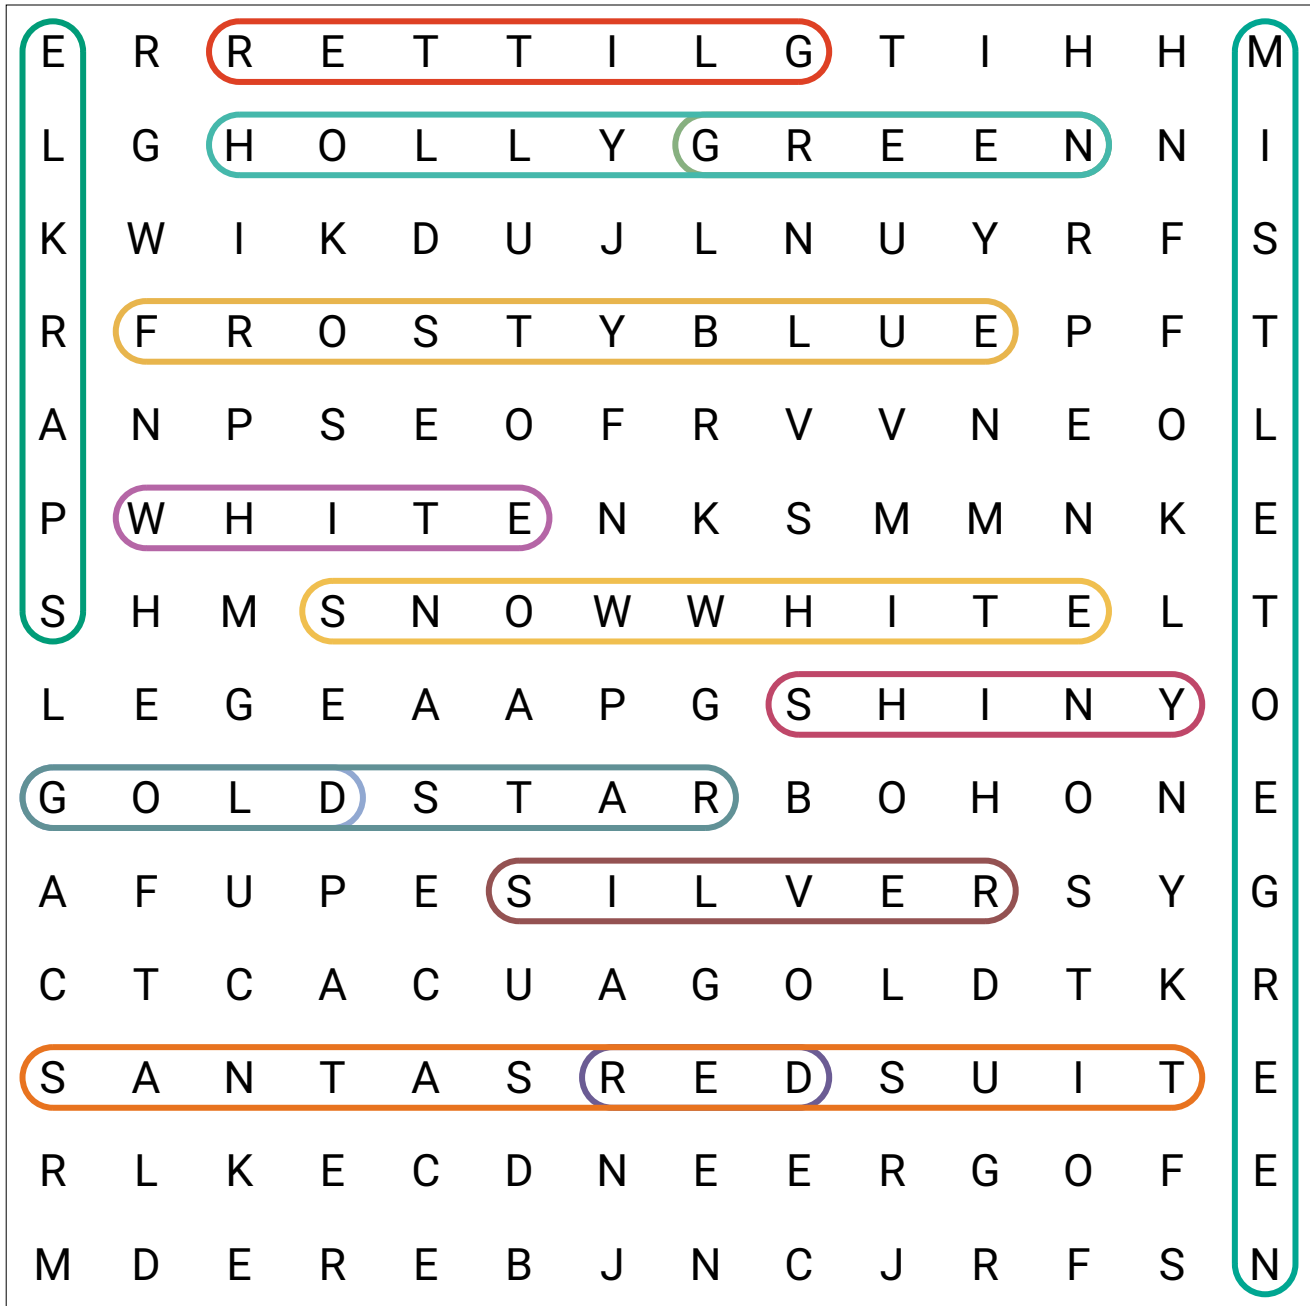 E R R E T T I L G T I H H M
L G H O L L Y G R E E N N I
K W I K D U J L N U Y R F S
R F R O S T Y B L U E P F T
A N P S E O F R V V N E O L
P W H I T E N K S M M N K E
S H M S N O W W H I T E L T
L E G E A A P G S H I N Y O
G O L D S T A R B O H O N E
A F U P E S I L V E R S Y G
C T C A C U A G O L D T K R
S A N T A S R E D S U I T E
R L K E C D N E E R G O F E
M D E R E B J N C J R F S N